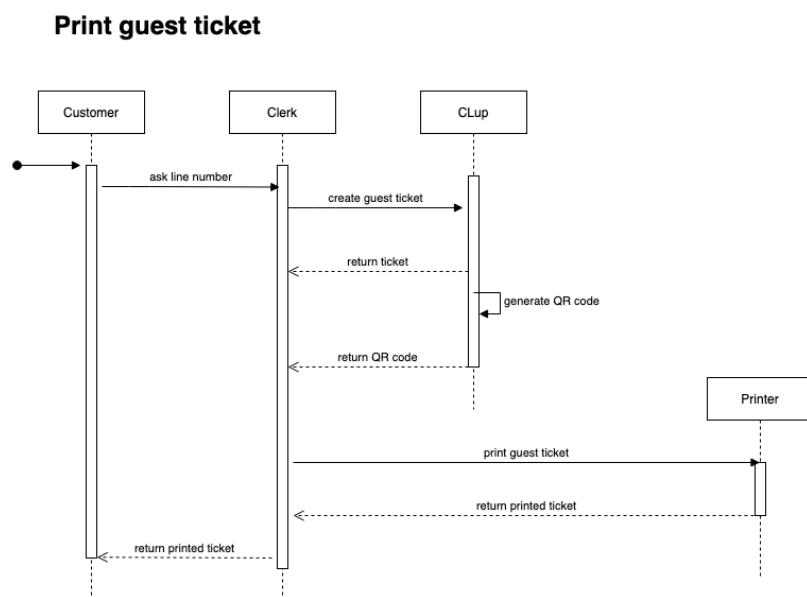 Print guest ticket
Customer
Clerk
CLup
ask line number
create guest ticket
return ticket
generate QR code
return QR code
Printer
print guest ticket
return printed ticket
return printed ticket